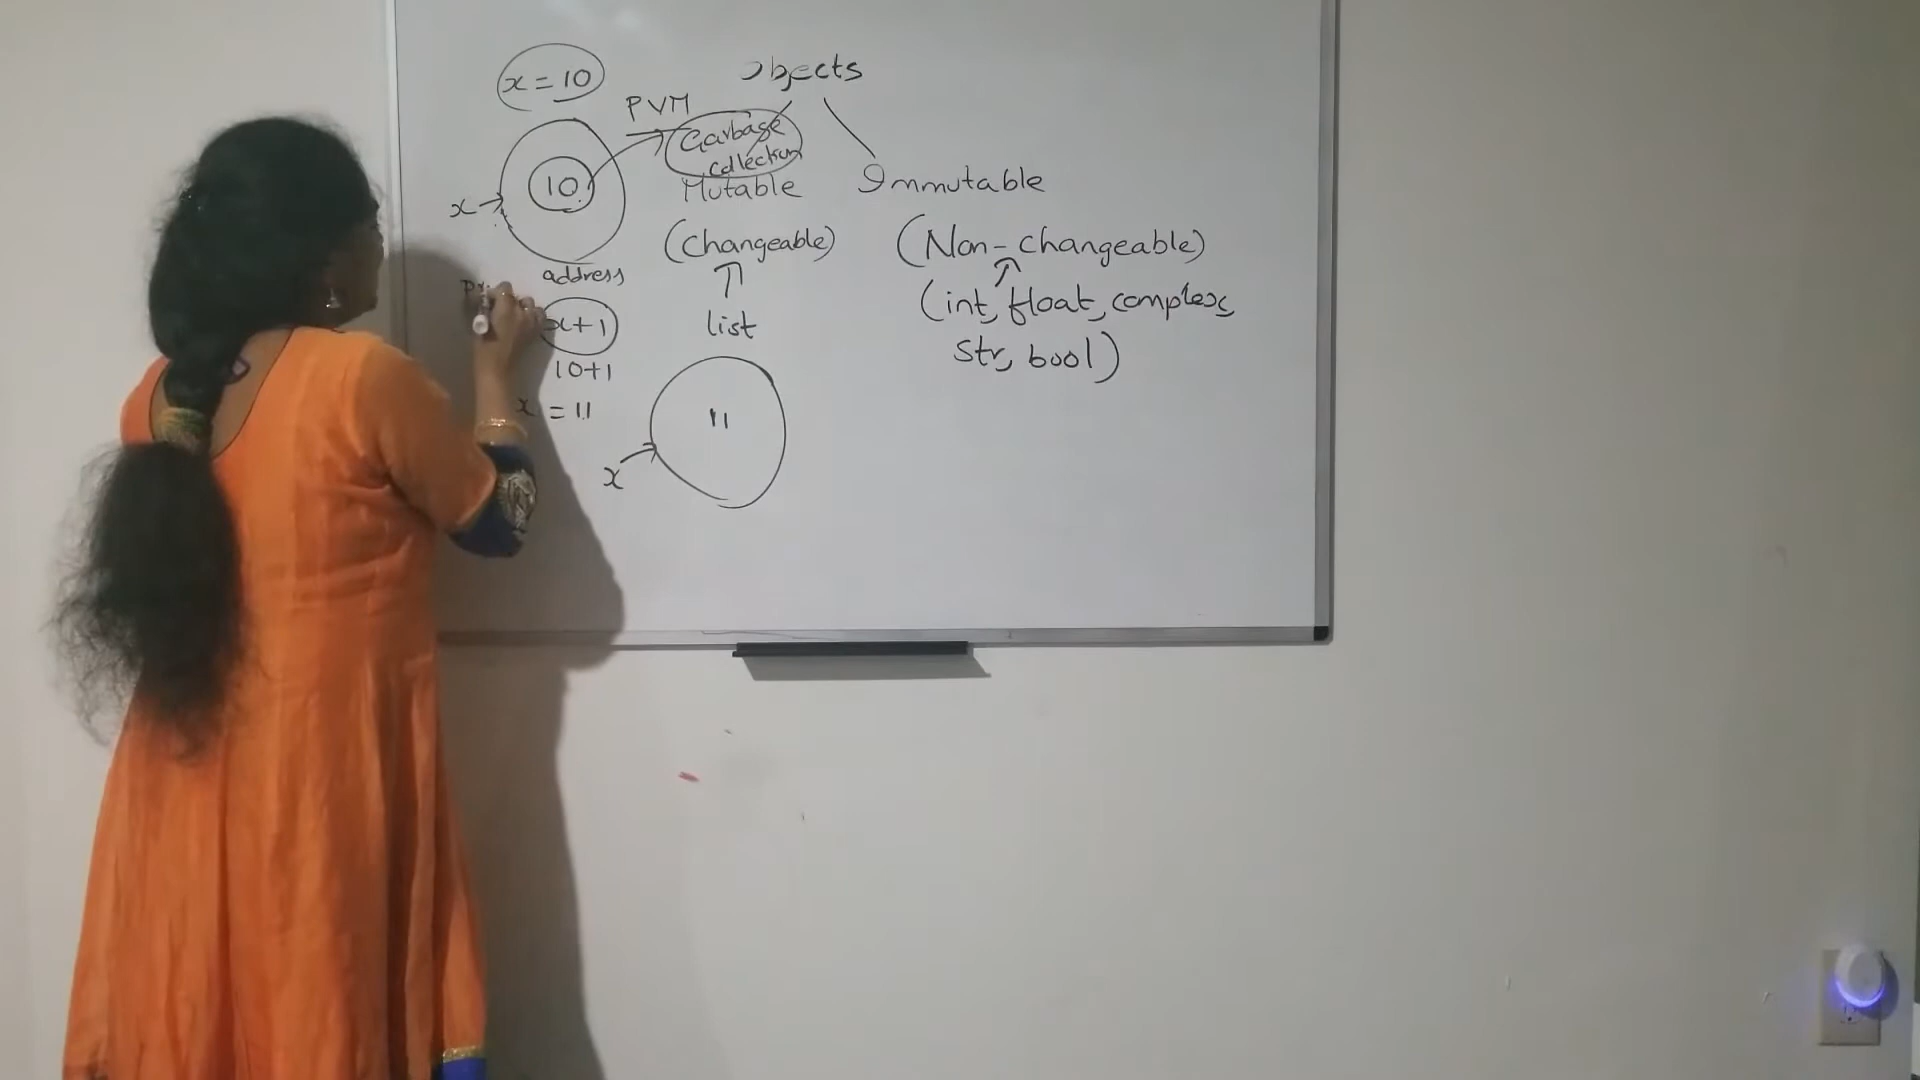 x = 10
objects
PVM
Garbage
collection
10
x
Mutable
Immutable
(changeable)
(Non-changeable)
address
list
(int, float, complex,
str, bool)
x+1
10+1
x = 11
11
x